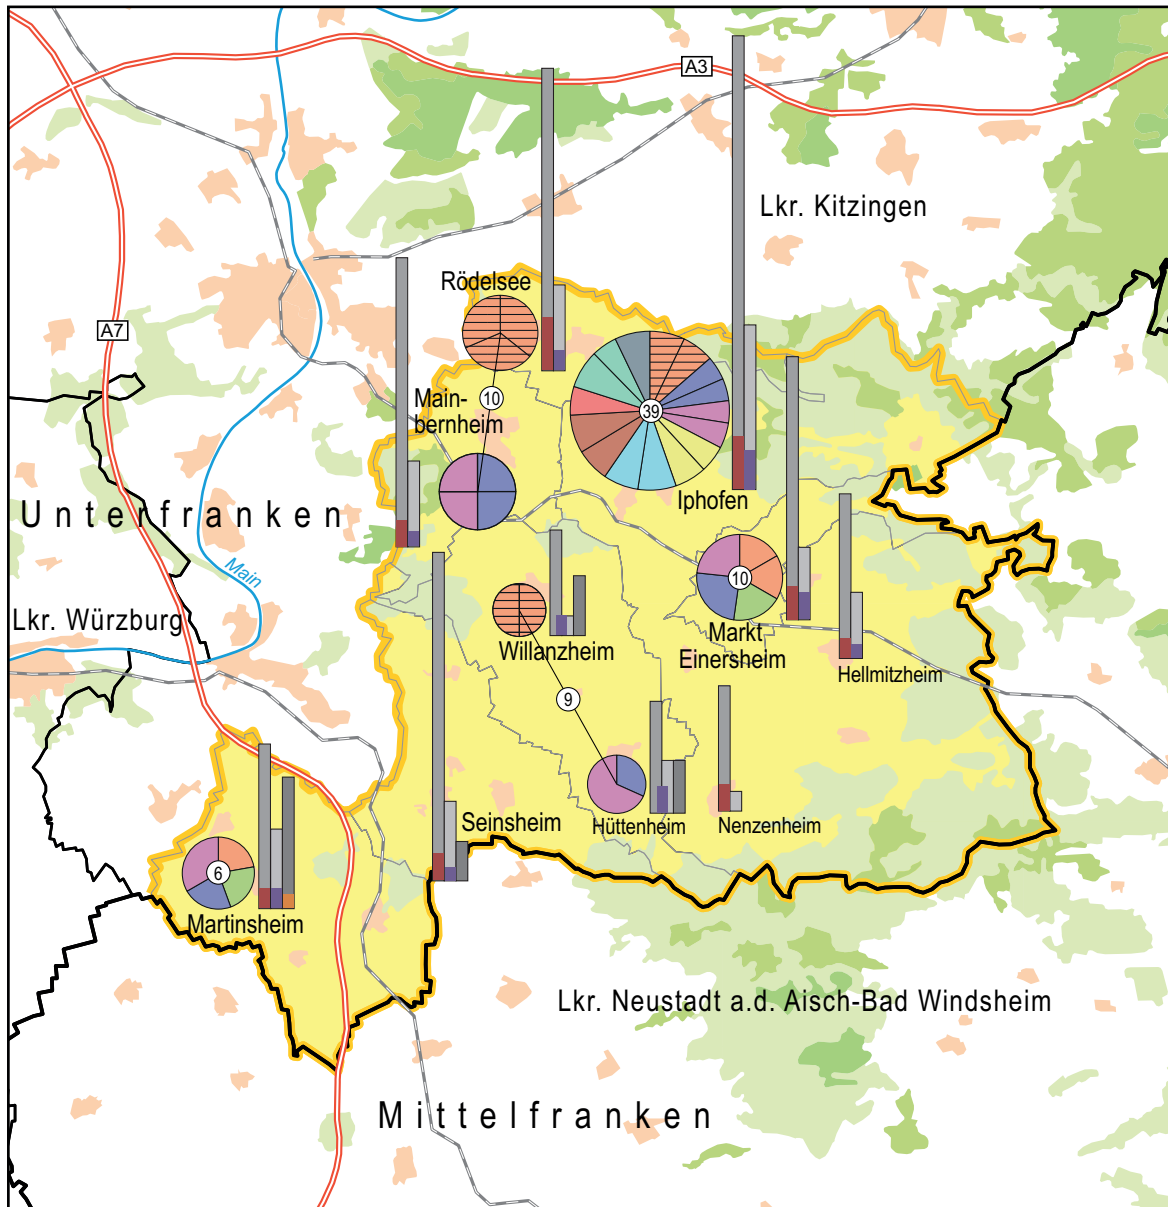 A3
Lkr. Kitzingen
Rödelsee
A7
Main-
bernheim
10
39
Iphofen
Unterfranken
Main
10
Lkr. Würzburg
Willanzheim
Markt
Einersheim
Hellmitzheim
9
Seinsheim
Hüttenheim
Nenzenheim
6
Martinsheim
Lkr. Neustadt a.d. Aisch-Bad Windsheim
Mittelfranken